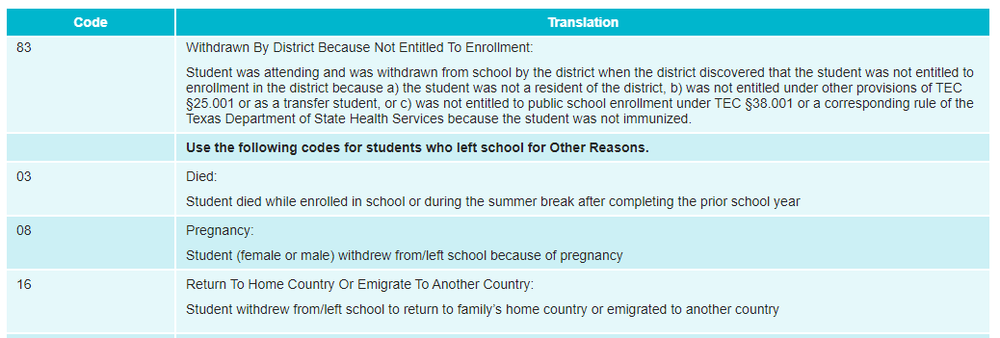 Code Translation
83 Withdrawn By District Because Not Entitled To Enrollment:
Student was attending and was withdrawn from school by the district when the district discovered that the student was not entitled to
enrollment in the district because a) the student was not a resident of the district, b) was not entitled under other provisions of TEC
§25.001 or as a transfer student, or c) was not entitled to public school enrollment under TEC §38.001 or a corresponding rule of the
Texas Department of State Health Services because the student was not immunized.
Use the following codes for students who left school for Other Reasons.
03 Died:
Student died while enrolled in school or during the summer break after completing the prior school year
08 Pregnancy:
Student (female or male) withdrew from/left school because of pregnancy
16 Return To Home Country Or Emigrate To Another Country:
Student withdrew from/left school to return to family's home country or emigrated to another country